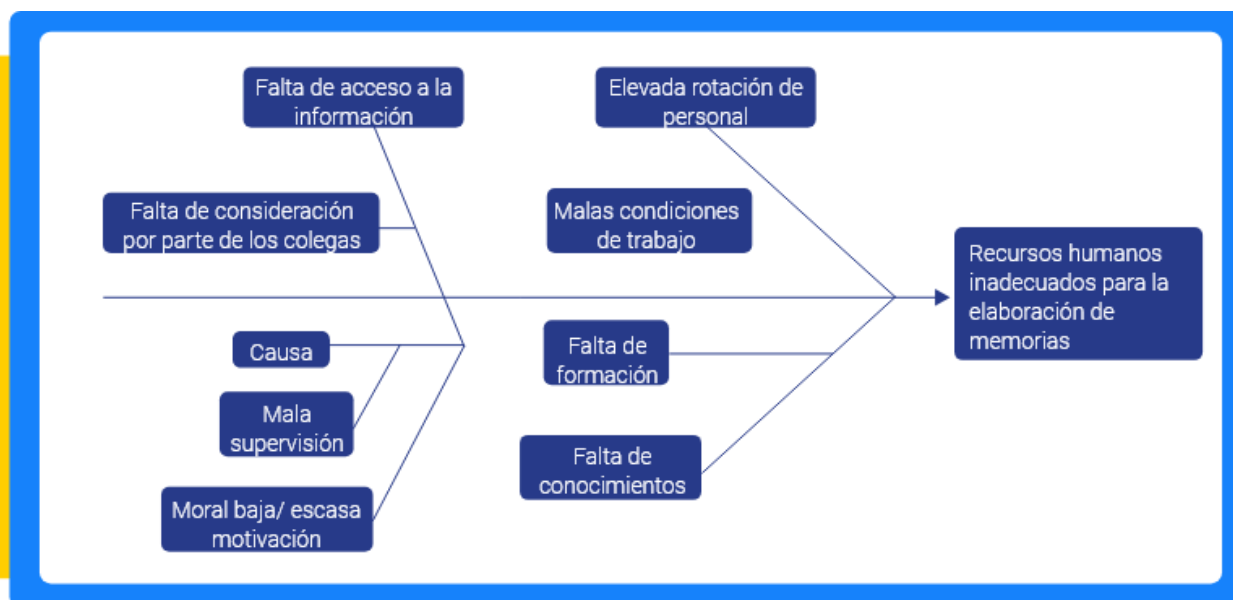 Falta de acceso a la
información
Elevada rotación de
personal
Falta de consideración
por parte de los colegas
Malas condiciones
de trabajo
Recursos humanos
inadecuados para la
elaboración de
memorias
Causa
Falta de
formación
Mala
supervisión
Falta de
conocimientos
Moral baja/ escasa
motivación